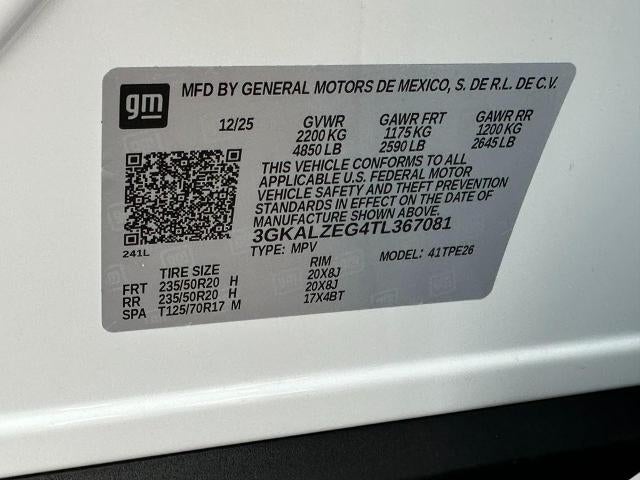 gm
MFD BY GENERAL MOTORS DE MEXICO, S. DE R.L. DE C.V.
12/25 GVWR GAWR FRT GAWR RR
2200 KG 1175 KG 1200 KG
4850 LB 2590 LB 2645 LB
THIS VEHICLE CONFORMS TO ALL
APPLICABLE U.S. FEDERAL MOTOR
VEHICLE SAFETY AND THEFT PREVENTION
STANDARDS IN EFFECT ON THE DATE OF
MANUFACTURE SHOWN ABOVE.
3GKALZEG4TL367081
241L
TYPE: MPV MODEL: 41TPE26
TIRE SIZE RIM
FRT 235/50R20 H 20X8J
RR 235/50R20 H 20X8J
SPA T125/70R17 M 17X4BT